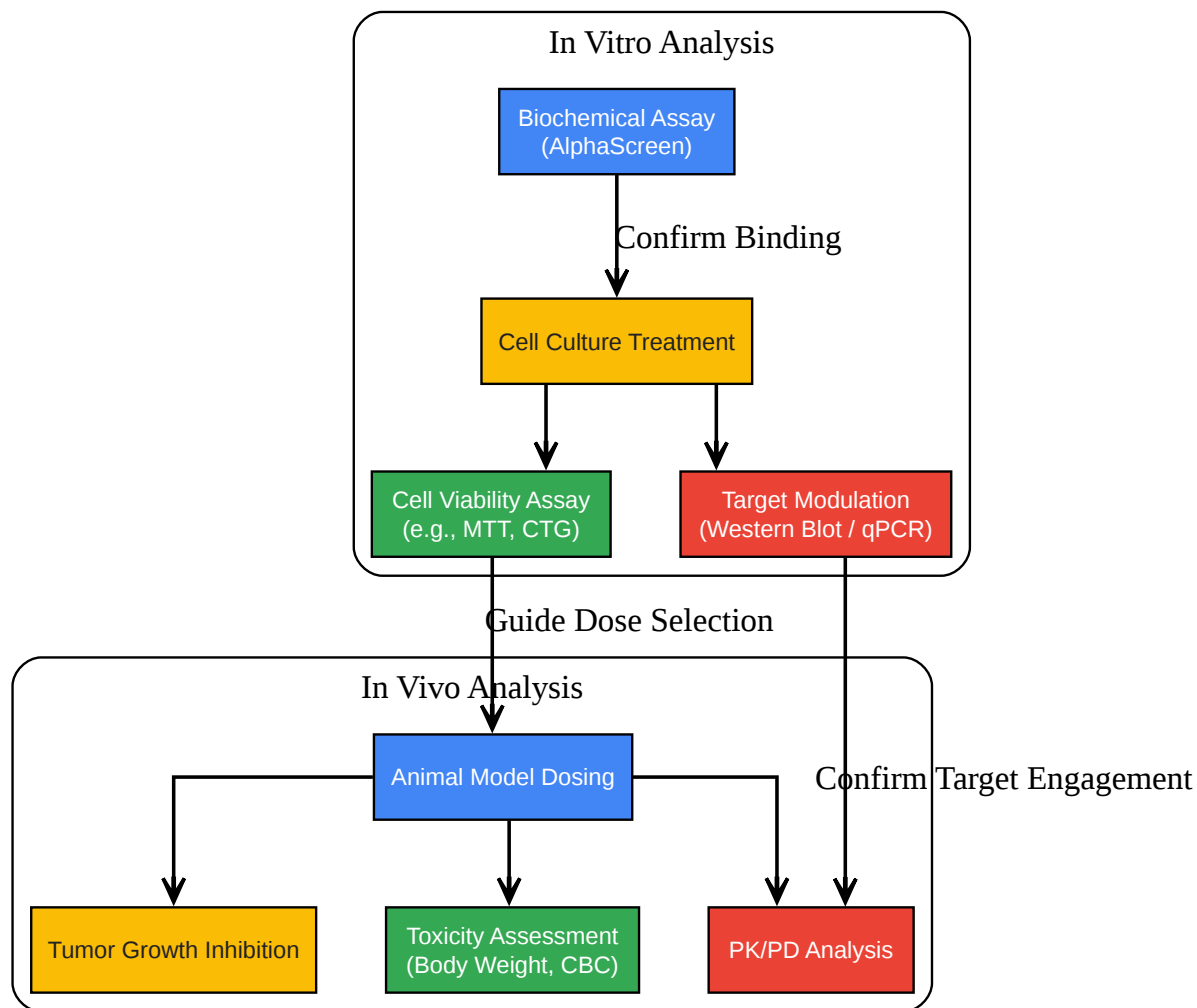 In Vitro Analysis
Biochemical Assay
(AlphaScreen)
Confirm Binding
Cell Culture Treatment
Cell Viability Assay
(e.g., MTT, CTG)
Target Modulation
(Western Blot / qPCR)
Guide Dose Selection
In Vivo Analysis
Animal Model Dosing
Confirm Target Engagement
Tumor Growth Inhibition
Toxicity Assessment
(Body Weight, CBC)
PK/PD Analysis